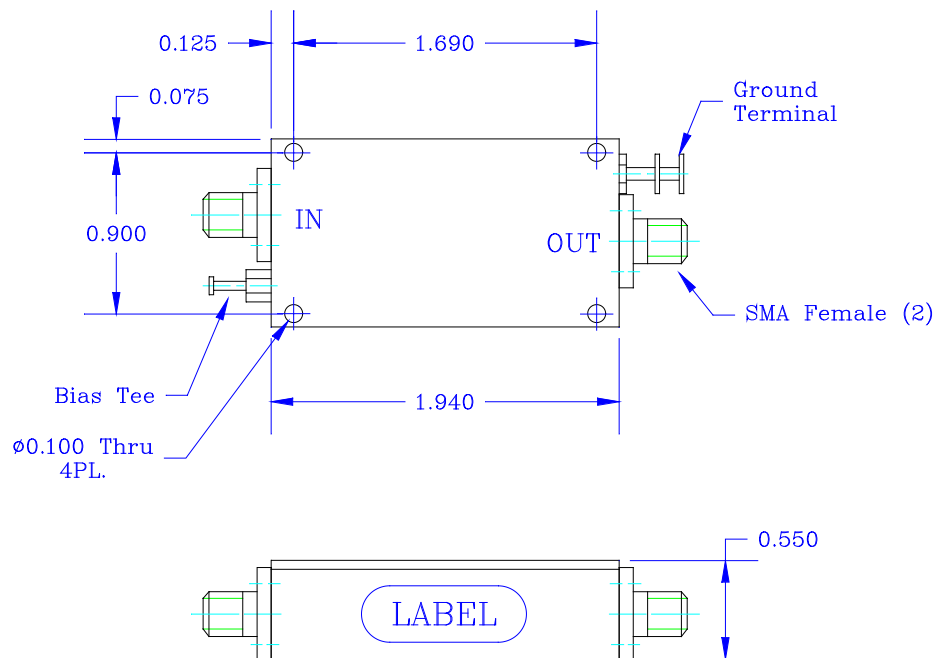 0.125
1.690
0.075
Ground
Terminal
0.900
IN
OUT
SMA Female (2)
Bias Tee
1.940
ø0.100 Thru
4PL.
0.550
LABEL